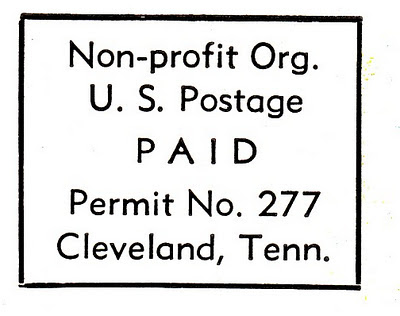 Non-profit Org.
U. S. Postage
PAID
Permit No. 277
Cleveland, Tenn.